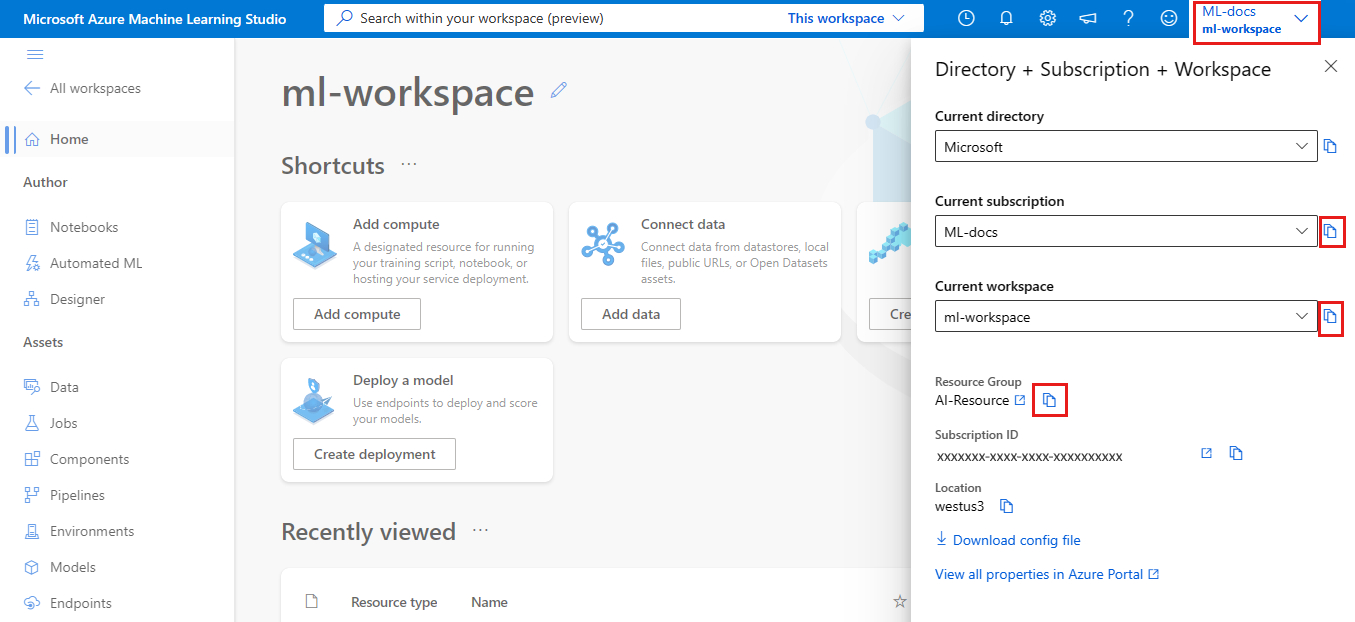 Microsoft Azure Machine Learning Studio
Search within your workspace (preview)
This workspace
ML-docs
ml-workspace
All workspaces
Home
Author
Notebooks
Automated ML
Designer
Assets
Data
Jobs
Components
Pipelines
Environments
Models
Endpoints
ml-workspace
Shortcuts
Add compute
A designated resource for running
your training script, notebook, or
hosting your service deployment.
Add compute
Connect data
Connect data from datastores, local
files, public URLs, or Open Datasets
assets.
Add data
Cre
Deploy a model
Use endpoints to deploy and score
your models.
Create deployment
Recently viewed
Resource type
Name
Directory + Subscription + Workspace
Current directory
Microsoft
Current subscription
ML-docs
Current workspace
ml-workspace
Resource Group
AI-Resource
Subscription ID
xxxxxxx-xxxx-xxxx-xxxxxxxxxx
Location
westus3
Download config file
View all properties in Azure Portal